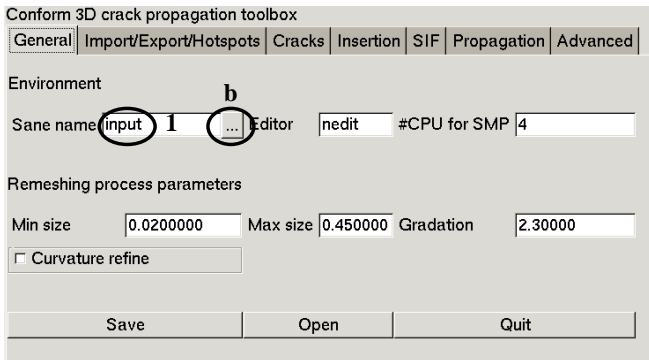 Conform 3D crack propagation toolbox
General Import/Export/Hotspots Cracks Insertion SIF Propagation Advanced
Environment
b
Sane name input 1 ... Editor nedit #CPU for SMP 4
Remeshing process parameters
Min size 0.0200000 Max size 0.450000 Gradation 2.30000
Curvature refine
Save Open Quit